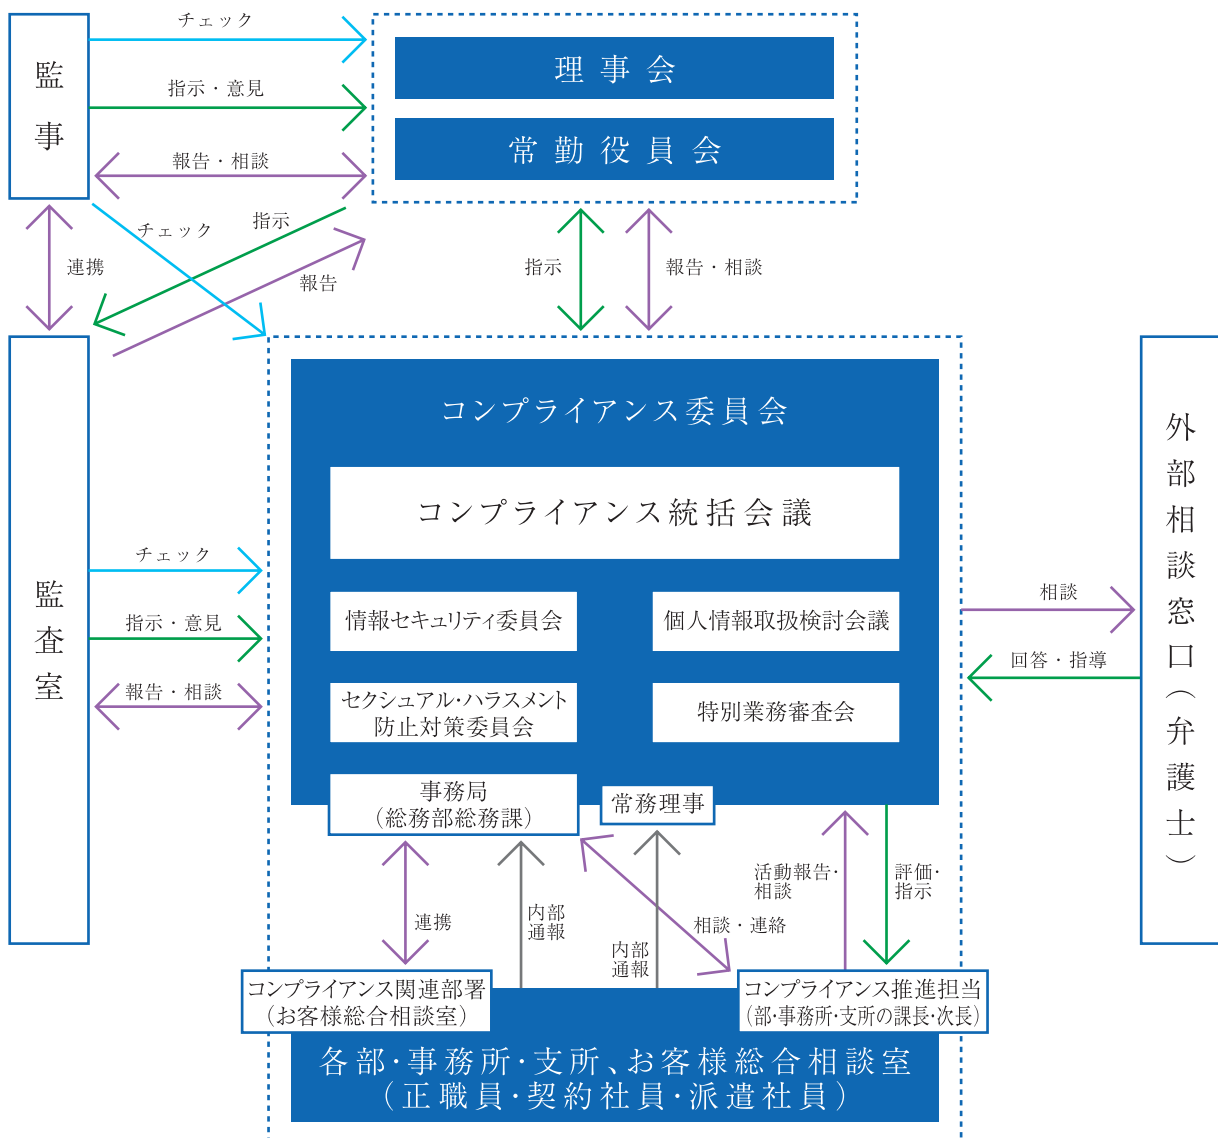 監事
チェック
指示・意見
報告・相談
理事会
常勤役員会
連携
チェック
指示
報告
指示
報告・相談
監査室
チェック
指示・意見
報告・相談
コンプライアンス委員会
コンプライアンス統括会議
情報セキュリティ委員会
個人情報取扱検討会議
セクシュアル・ハラスメント
防止対策委員会
特別業務審査会
事務局
（総務部総務課）
常務理事
相談
回答・指導
外部相談窓口（弁護士）
連携
内部
通報
内部
通報
相談・連絡
活動報告・
相談
評価・
指示
コンプライアンス関連部署
（お客様総合相談室）
コンプライアンス推進担当
（部・事務所・支所の課長・次長）
各部・事務所・支所、お客様総合相談室
（正職員・契約社員・派遣社員）